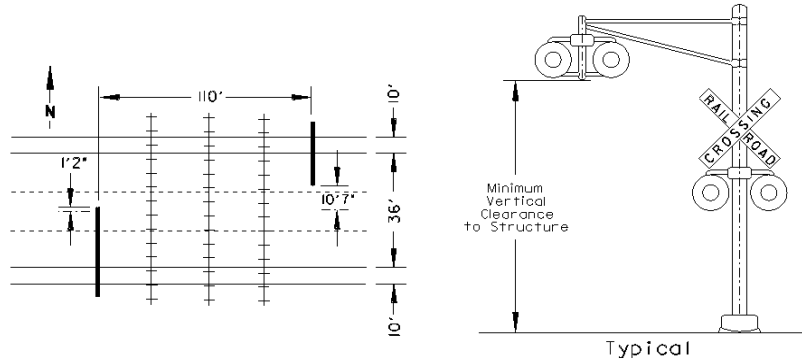 110'
10'
N
1'2"
10'7"
36'
10'
RAIL
ROAD
CROSSING
Minimum
Vertical
Clearance
to Structure
Typical